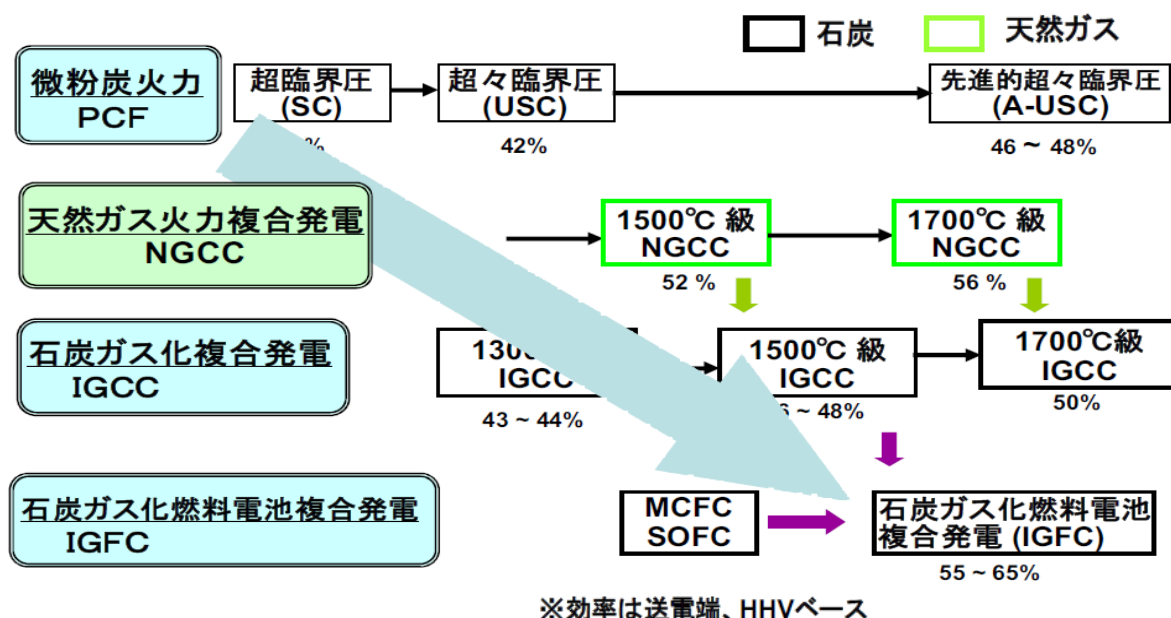 石炭
天然ガス
微粉炭火力
PCF
超臨界圧
(SC)
超々臨界圧
(USC)
42%
先進的超々臨界圧
(A-USC)
46 ~ 48%
天然ガス火力複合発電
NGCC
1500℃ 級
NGCC
52 %
1700℃ 級
NGCC
56 %
石炭ガス化複合発電
IGCC
1300
IGCC
43 ~ 44%
1500℃ 級
IGCC
~ 48%
1700℃級
IGCC
50%
石炭ガス化燃料電池複合発電
IGFC
MCFC
SOFC
石炭ガス化燃料電池
複合発電 (IGFC)
55 ~ 65%
※効率は送電端、HHVベース